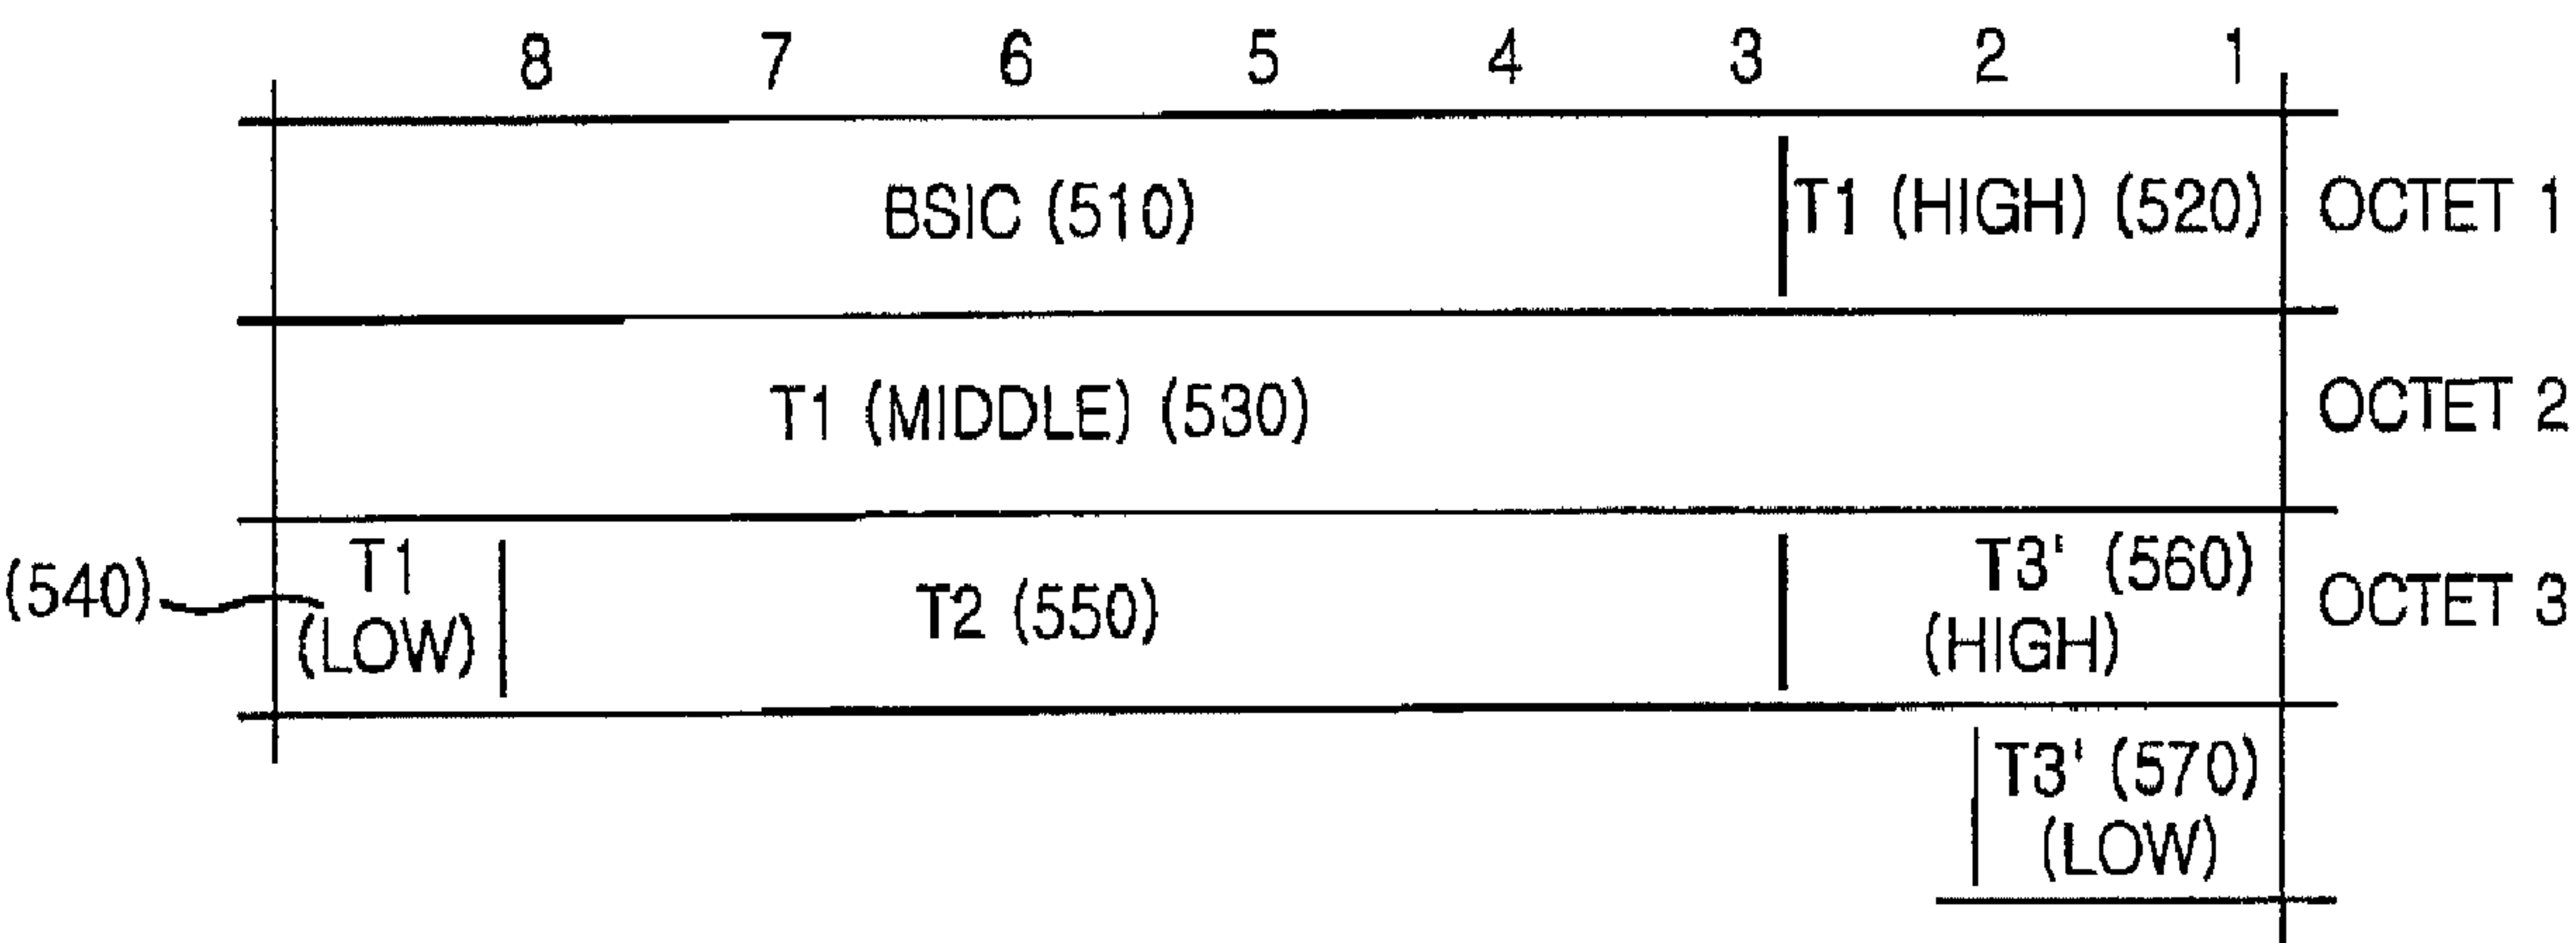 8 7 6 5 4 3 2 1
BSIC (510) T1 (HIGH) (520) OCTET 1
T1 (MIDDLE) (530) OCTET 2
(540) T1 (LOW) T2 (550) T3' (560) (HIGH) OCTET 3
T3' (570) (LOW)